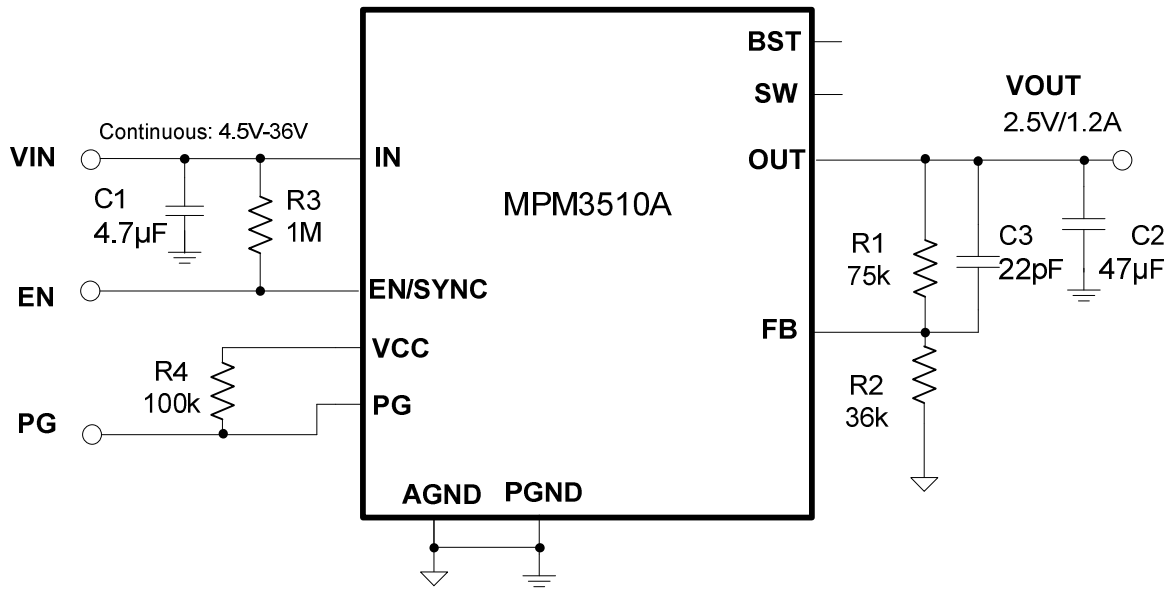 BST
SW
VOUT
2.5V/1.2A
Continuous: 4.5V-36V
VIN
IN
OUT
MPM3510A
C1
4.7µF
R3
1M
R1
75k
C3
22pF
C2
47µF
EN
EN/SYNC
FB
VCC
R4
100k
R2
36k
PG
PG
AGND
PGND